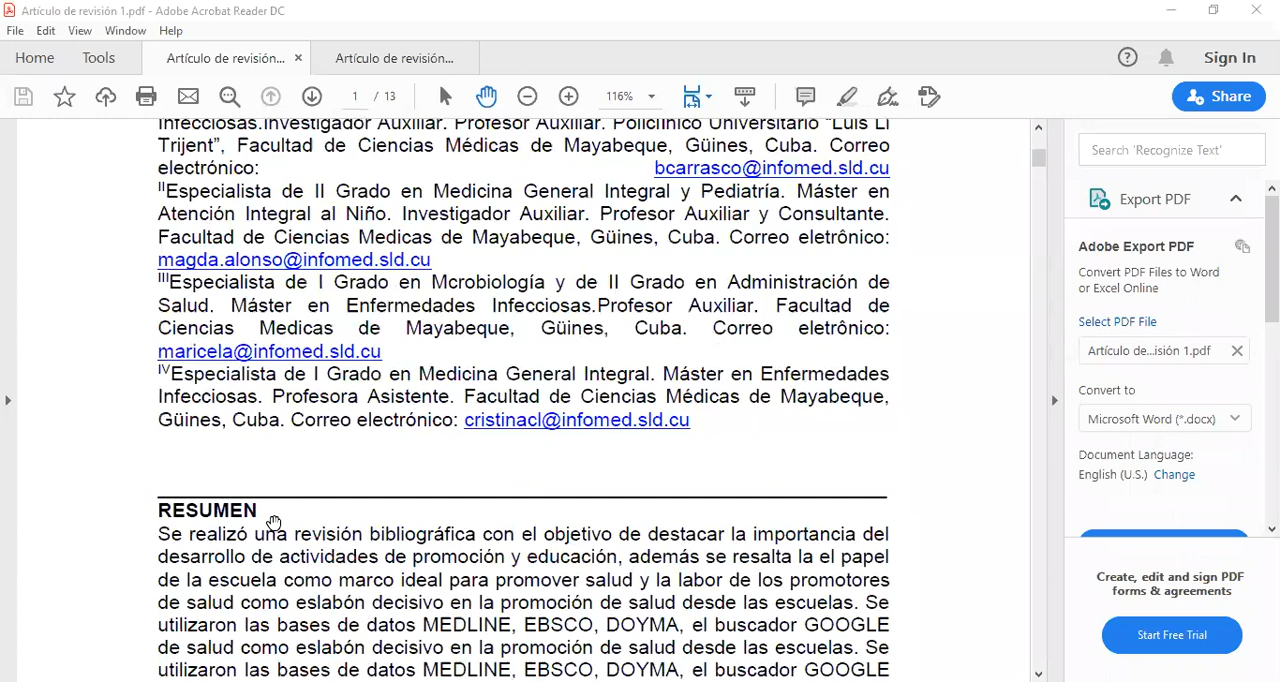 Artículo de revisión 1.pdf - Adobe Acrobat Reader DC
File Edit View Window Help
Home Tools Artículo de revisión... × Artículo de revisión... Sign In
1 / 13 116% Share
Infecciosas.Investigador Auxiliar. Profesor Auxiliar. Policlínico Universitario "Luis Li
Trijent", Facultad de Ciencias Médicas de Mayabeque, Güines, Cuba. Correo
electrónico: bcarrasco@infomed.sld.cu
IIEspecialista de II Grado en Medicina General Integral y Pediatría. Máster en
Atención Integral al Niño. Investigador Auxiliar. Profesor Auxiliar y Consultante.
Facultad de Ciencias Medicas de Mayabeque, Güines, Cuba. Correo eletrônico:
magda.alonso@infomed.sld.cu
IIIEspecialista de I Grado en Mcrobiología y de II Grado en Administración de
Salud. Máster en Enfermedades Infecciosas.Profesor Auxiliar. Facultad de
Ciencias Medicas de Mayabeque, Güines, Cuba. Correo eletrônico:
maricela@infomed.sld.cu
IVEspecialista de I Grado en Medicina General Integral. Máster en Enfermedades
Infecciosas. Profesora Asistente. Facultad de Ciencias Médicas de Mayabeque,
Güines, Cuba. Correo electrónico: cristinacl@infomed.sld.cu
RESUMEN
Se realizó una revisión bibliográfica con el objetivo de destacar la importancia del
desarrollo de actividades de promoción y educación, además se resalta la el papel
de la escuela como marco ideal para promover salud y la labor de los promotores
de salud como eslabón decisivo en la promoción de salud desde las escuelas. Se
utilizaron las bases de datos MEDLINE, EBSCO, DOYMA, el buscador GOOGLE
de salud como eslabón decisivo en la promoción de salud desde las escuelas. Se
utilizaron las bases de datos MEDLINE, EBSCO, DOYMA, el buscador GOOGLE
Search 'Recognize Text'
Export PDF
Adobe Export PDF
Convert PDF Files to Word
or Excel Online
Select PDF File
Artículo de...isión 1.pdf
Convert to
Microsoft Word (*.docx)
Document Language:
English (U.S.) Change
Create, edit and sign PDF
forms & agreements
Start Free Trial